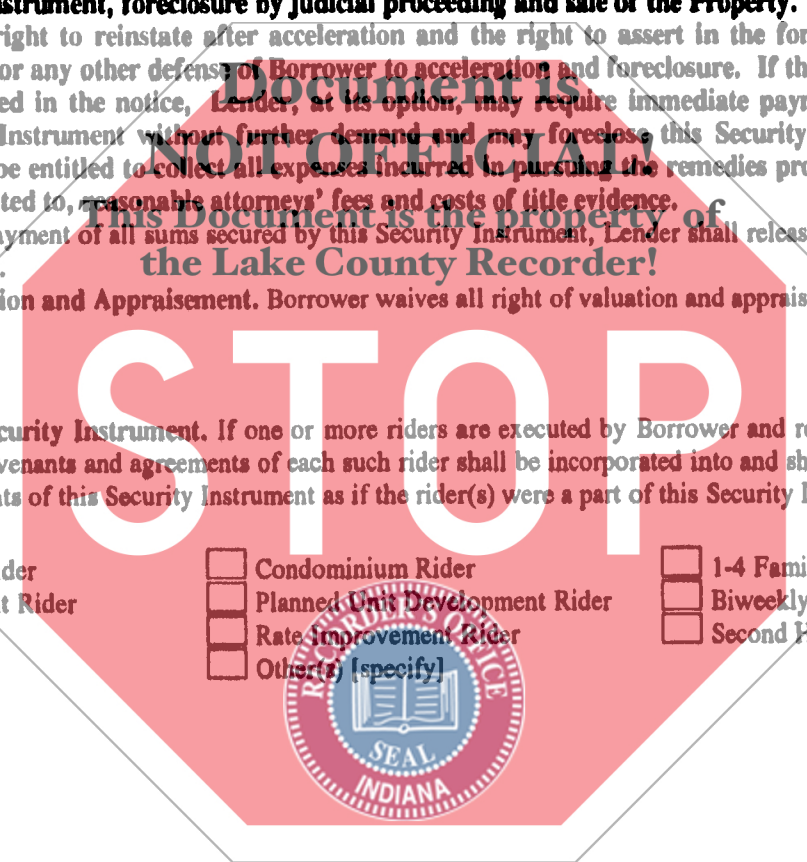 strument, foreclosure by judicial proceeding and sale of the Property.
right to reinstate after acceleration and the right to assert in the for
or any other defense of Borrower to acceleration and foreclosure. If th
Document is
ed in the notice, Lender, at its option, may require immediate paym
Instrument without further demand and may foreclose this Security
NOT OFFICIAL!
be entitled to collect all expenses incurred in pursuing the remedies pro
ted to, reasonable attorneys' fees and costs of title evidence.
This Document is the property of
ayment of all sums secured by this Security Instrument, Lender shall releas
the Lake County Recorder!
ion and Appraisement. Borrower waives all right of valuation and apprais
STOP
curity Instrument. If one or more riders are executed by Borrower and r
venants and agreements of each such rider shall be incorporated into and sh
ts of this Security Instrument as if the rider(s) were a part of this Security I
der
Condominium Rider
1-4 Fami
t Rider
Planned Unit Development Rider
Biweekly
Rate Improvement Rider
Second H
Other(s) [specify]
RECORDER'S OFFICE
SEAL
INDIANA